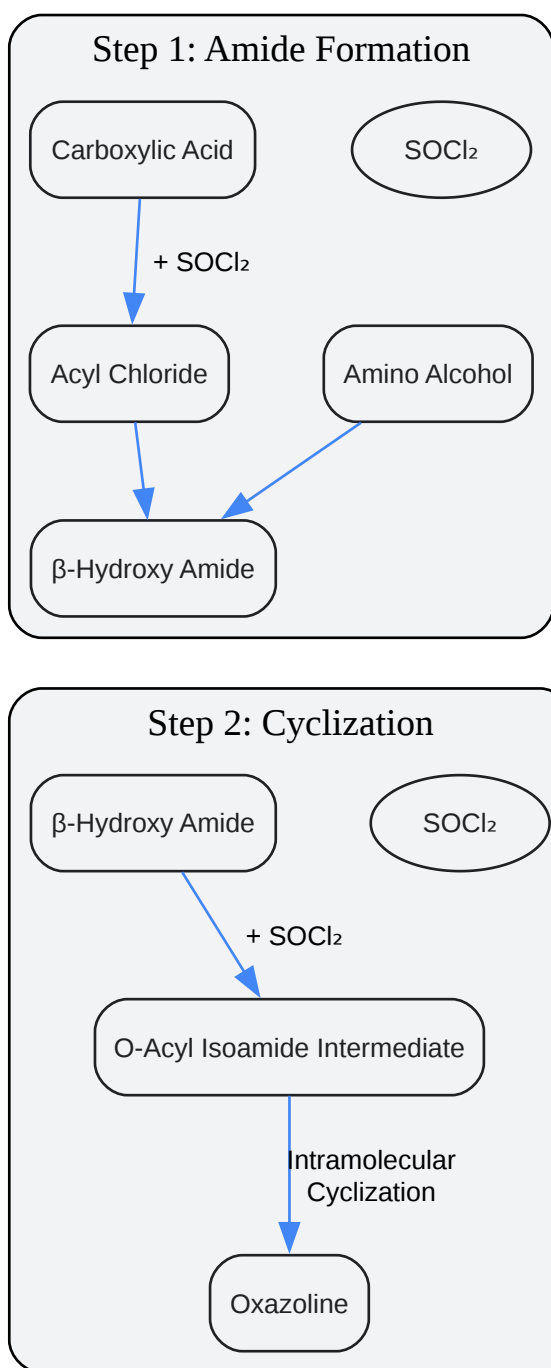 Step 1: Amide Formation
Carboxylic Acid
SOCl₂
+ SOCl₂
Acyl Chloride
Amino Alcohol
β-Hydroxy Amide
Step 2: Cyclization
β-Hydroxy Amide
SOCl₂
+ SOCl₂
O-Acyl Isoamide Intermediate
Intramolecular
Cyclization
Oxazoline